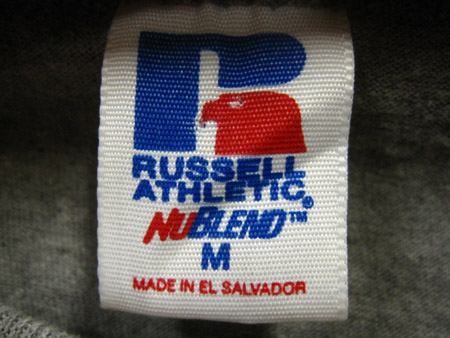 RUSSELL
ATHLETIC®
NUBLEND™
M
MADE IN EL SALVADOR